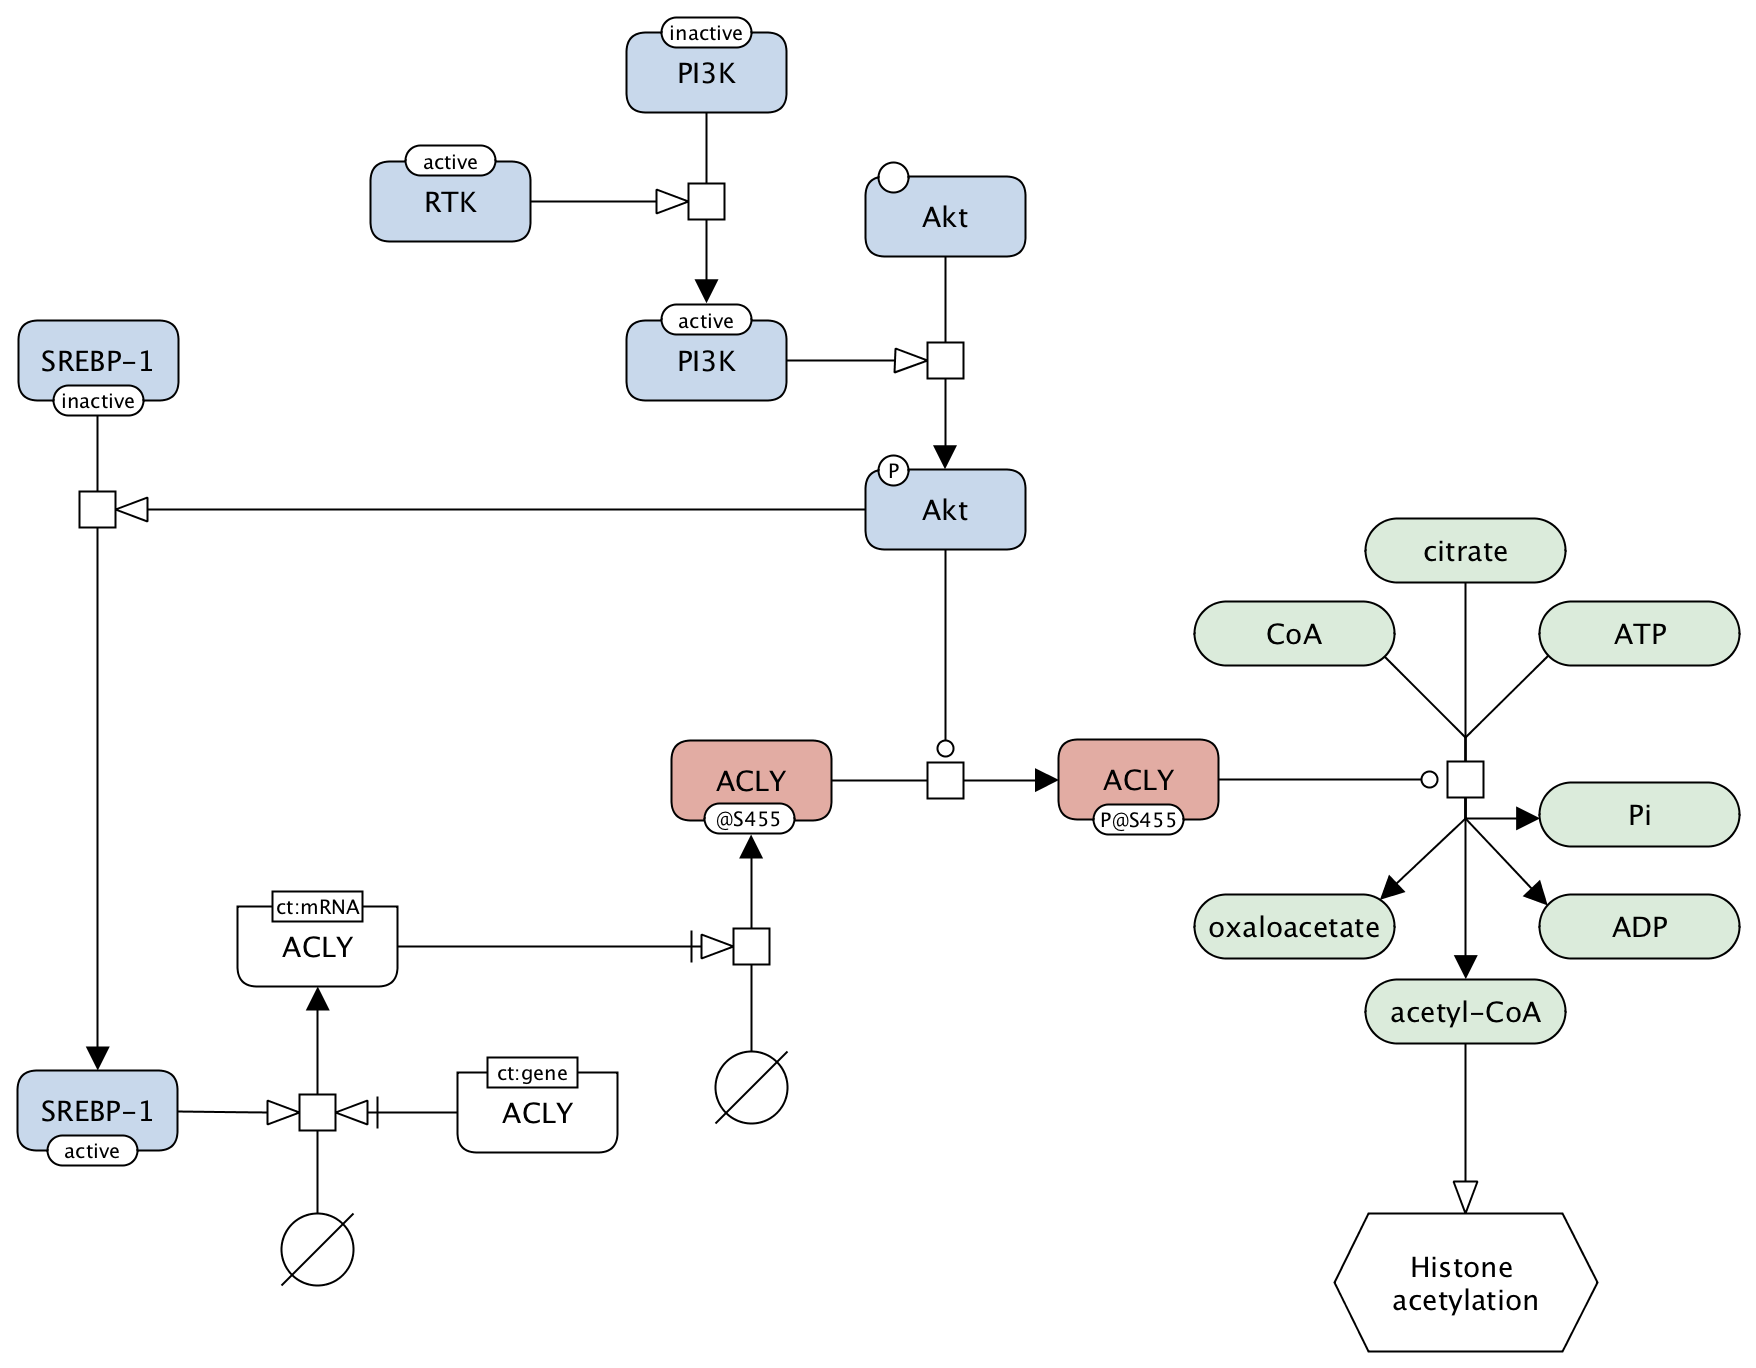 inactive
PI3K
active
RTK
Akt
active
PI3K
SREBP-1
inactive
P
Akt
citrate
CoA
ATP
ACLY
@S455
ACLY
P@S455
Pi
oxaloacetate
ADP
ct:mRNA
ACLY
acetyl-CoA
ct:gene
ACLY
SREBP-1
active
Histone
acetylation